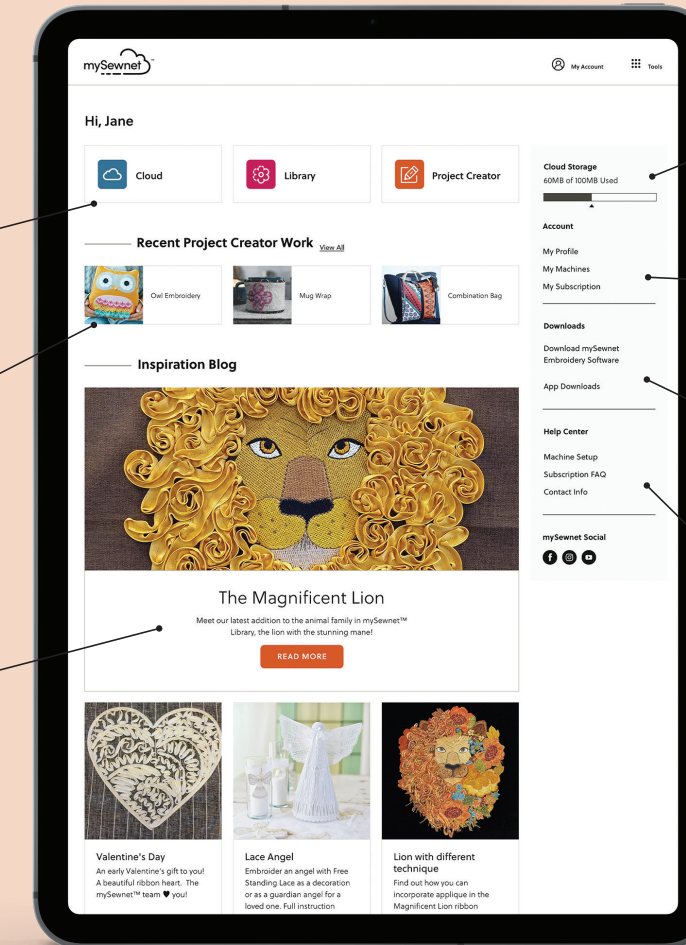 mySewnet™
My Account
Tools
Hi, Jane
Cloud
Library
Project Creator
Recent Project Creator Work View All
Owl Embroidery
Mug Wrap
Combination Bag
Inspiration Blog
The Magnificent Lion
Meet our latest addition to the animal family in mySewnet™
Library, the lion with the stunning mane!
READ MORE
Valentine's Day
An early Valentine's gift to you!
A beautiful ribbon heart. The
mySewnet™ team ♥ you!
Lace Angel
Embroider an angel with Free
Standing Lace as a decoration
or as a guardian angel for a
loved one. Full instruction
Lion with different
technique
Find out how you can
incorporate applique in the
Magnificent Lion ribbon
Cloud Storage
60MB of 100MB Used
Account
My Profile
My Machines
My Subscription
Downloads
Download mySewnet
Embroidery Software
App Downloads
Help Center
Machine Setup
Subscription FAQ
Contact Info
mySewnet Social